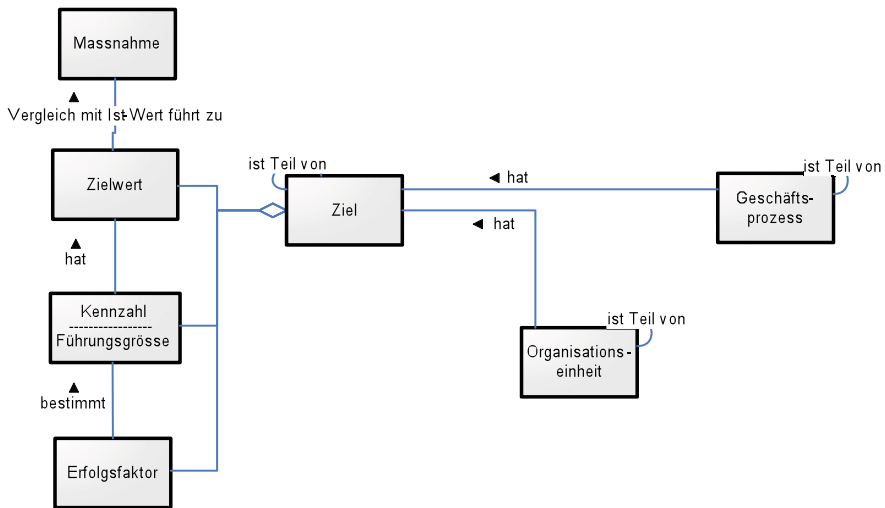 Massnahme
▲
Vergleich mit Ist-Wert führt zu
Zielwert
▲
hat
Kennzahl
-----------------
Führungsgrösse
▲
bestimmt
Erfolgsfaktor
ist Teil von
Ziel
◄ hat
◄ hat
ist Teil von
Geschäfts-
prozess
ist Teil von
Organisations-
einheit